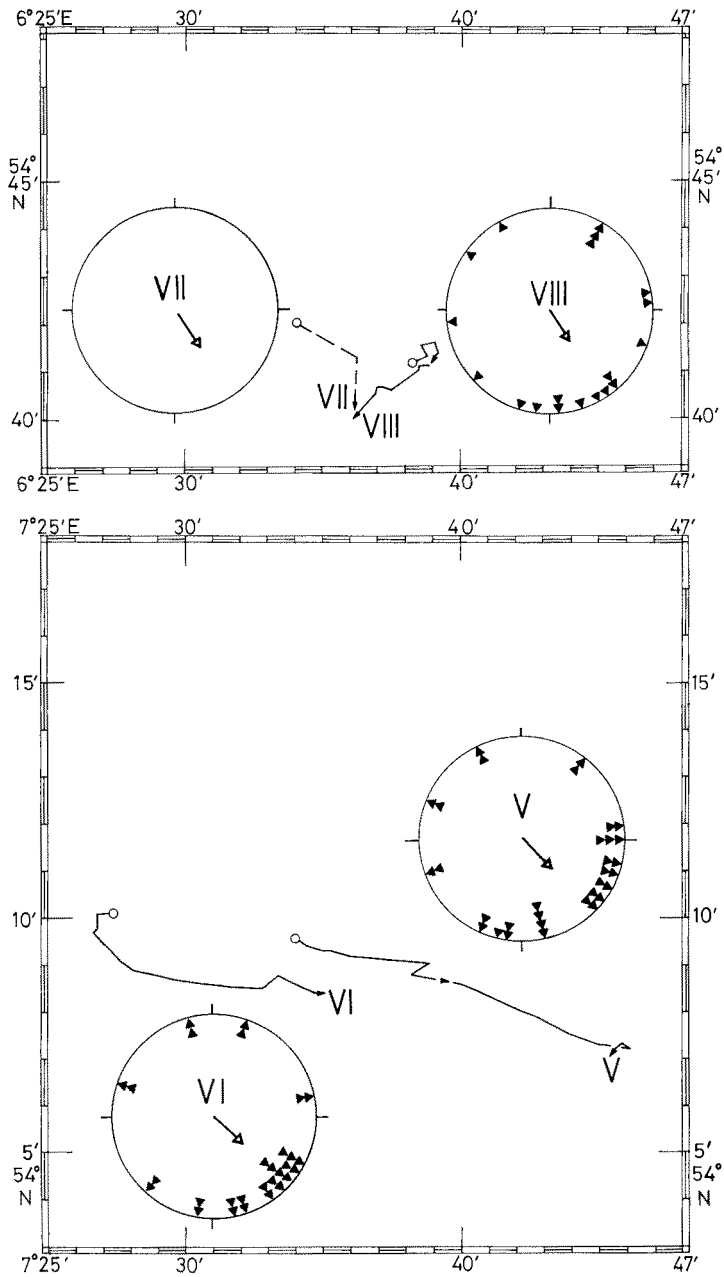 6°25'E 30' 40' 47'
54° 54°
45' 45'
N N
VII VIII
VII
VIII
40' 40'
6°25'E 30' 40' 47'
7°25'E 30' 40' 47'
15' 15'
V
10' 10'
VI
V
VI
5' 5'
54° 54°
N N
7°25' 30' 40' 47'